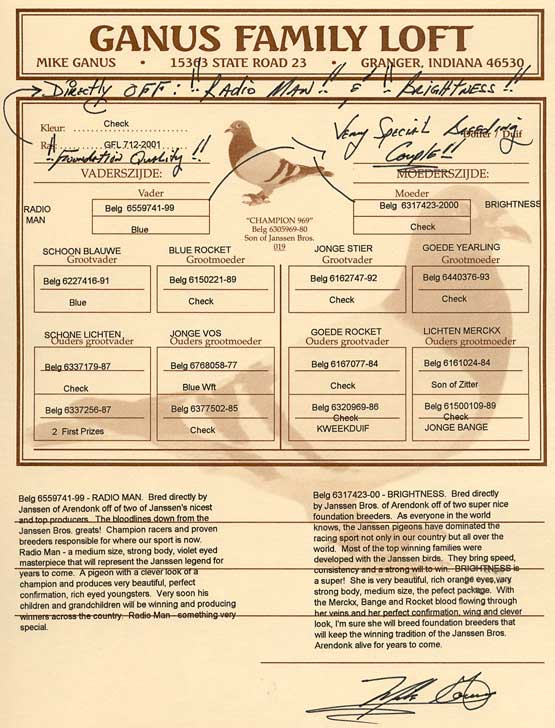 GANUS FAMILY LOFT
MIKE GANUS • 15363 STATE ROAD 23 • GRANGER, INDIANA 46530
Directly off: "Radio Man"!! & !! Brightness!!
Kleur: Check
Ra GFL 712-2001
Duif
"Foundation Quality"!!
Very Special Breeding Couple!!
VADERSZIJDE:
MOEDERSZIJDE:
Vader
Moeder
RADIO MAN
Belg 6559741-99
Blue
Belg 6317423-2000
Check
BRIGHTNESS
"CHAMPION 969"
Belg 6305969-80
Son of Janssen Bros.
019
SCHOON BLAUWE
BLUE ROCKET
JONGE STIER
GOEDE YEARLING
Grootvader
Grootmoeder
Grootvader
Grootmoeder
Belg 6227416-91
Belg 6150221-89
Belg 6162747-92
Belg 6440376-93
Blue
Check
Check
Check
SCHONE LICHTEN
JONGE VOS
GOEDE ROCKET
LICHTEN MERCKX
Ouders grootvader
Ouders grootmoeder
Ouders grootvader
Ouders grootmoeder
Belg 6337179-87
Belg 6768058-77
Belg 6167077-84
Belg 6161024-84
Check
Blue Wft
Check
Son of Zitter
Belg 6337256-87
Belg 6377502-85
Belg 6320969-86
Belg 61500109-89
2 First Prizes
Check
Check
Check
KWEEKDUIF
JONGE BANGE
Belg 6559741-99 - RADIO MAN. Bred directly by
Janssen of Arendonk off of two of Janssen's nicest
and top producers. The bloodlines down from the
Janssen Bros. greats! Champion racers and proven
breeders responsible for where our sport is now.
Radio Man - a medium size, strong body, violet eyed
masterpiece that will represent the Janssen legend for
years to come. A pigeon with a clever look of a
champion and produces very beautiful, perfect
confirmation, rich eyed youngsters. Very soon his
children and grandchildren will be winning and producing
winners across the country. Radio Man - something very
special.
Belg 6317423-00 - BRIGHTNESS. Bred directly
by Janssen Bros. of Arendonk off of two super nice
foundation breeders. As everyone in the world
knows, the Janssen pigeons have dominated the
racing sport not only in our country but all over the
world. Most of the top winning families were
developed with the Janssen birds. They bring speed,
consistency and a strong will to win. BRIGHTNESS is
a super! She is very beautiful, rich orange eyes, vary
strong body, medium size, the pefect package. With
the Merckx, Bange and Rocket blood flowing through
her veins and her perfect confirmation, wing and clever
look, I'm sure she will breed foundation breeders that
will keep the winning tradition of the Janssen Bros.
Arendonk alive for years to come.